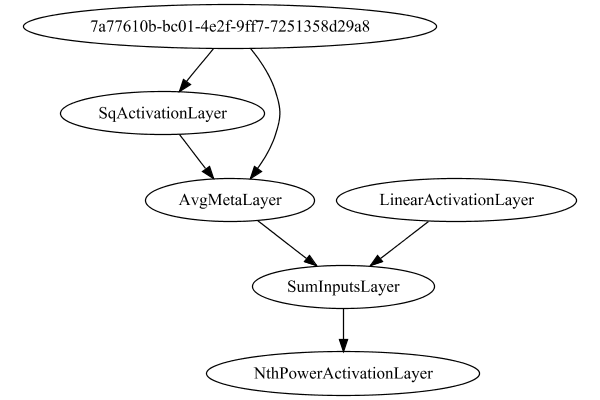 7a77610b-bc01-4e2f-9ff7-7251358d29a8
SqActivationLayer
AvgMetaLayer
LinearActivationLayer
SumInputsLayer
NthPowerActivationLayer